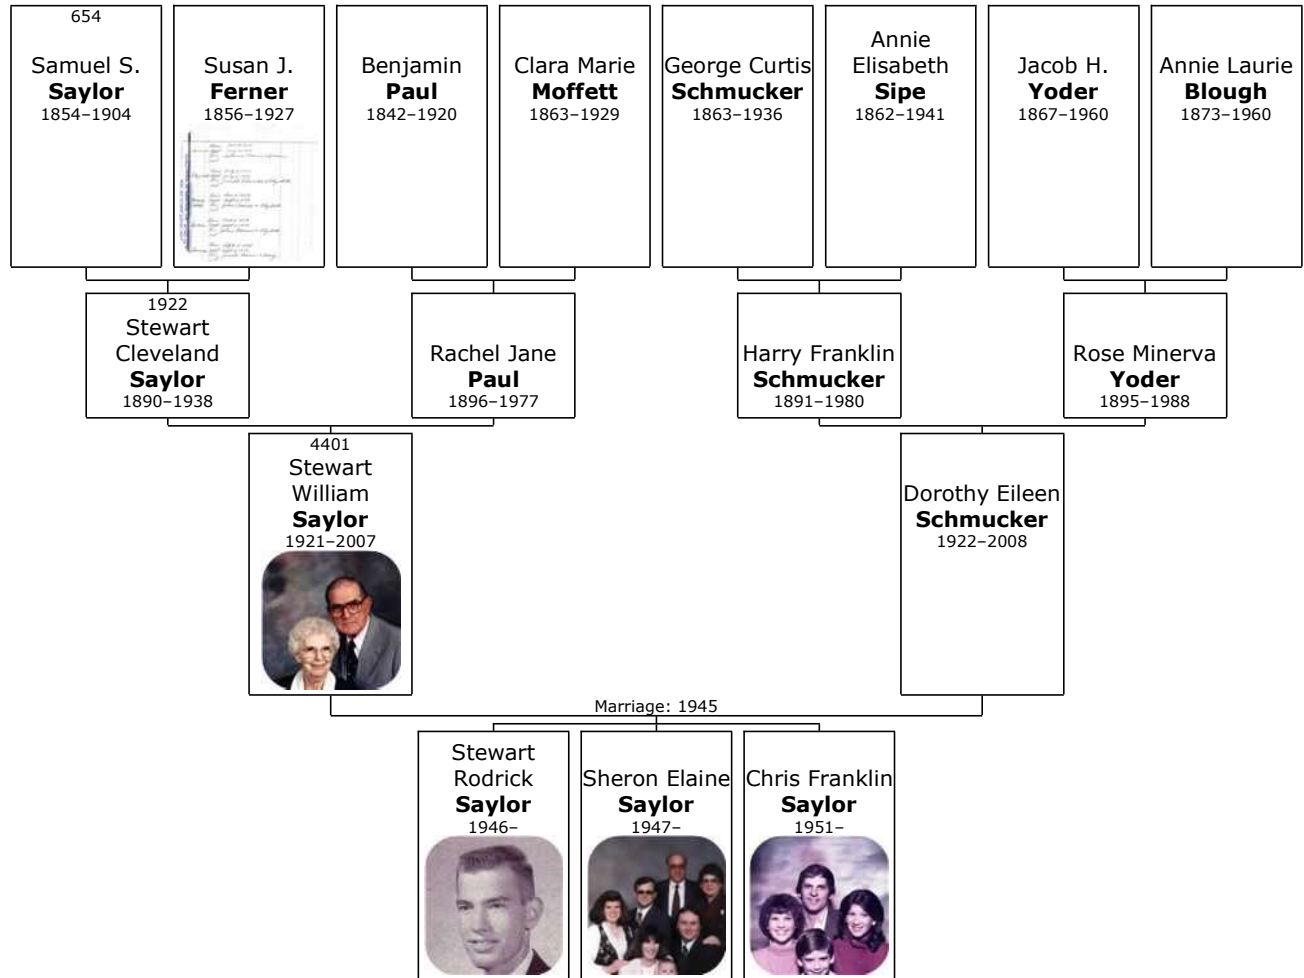 654
Samuel S.
Saylor
1854–1904
Susan J.
Ferner
1856–1927
Benjamin
Paul
1842–1920
Clara Marie
Moffett
1863–1929
George Curtis
Schmucker
1863–1936
Annie
Elisabeth
Sipe
1862–1941
Jacob H.
Yoder
1867–1960
Annie Laurie
Blough
1873–1960
1922
Stewart
Cleveland
Saylor
1890–1938
Rachel Jane
Paul
1896–1977
Harry Franklin
Schmucker
1891–1980
Rose Minerva
Yoder
1895–1988
4401
Stewart
William
Saylor
1921–2007
Dorothy Eileen
Schmucker
1922–2008
Marriage: 1945
Stewart
Rodrick
Saylor
1946–
Sheron Elaine
Saylor
1947–
Chris Franklin
Saylor
1951–